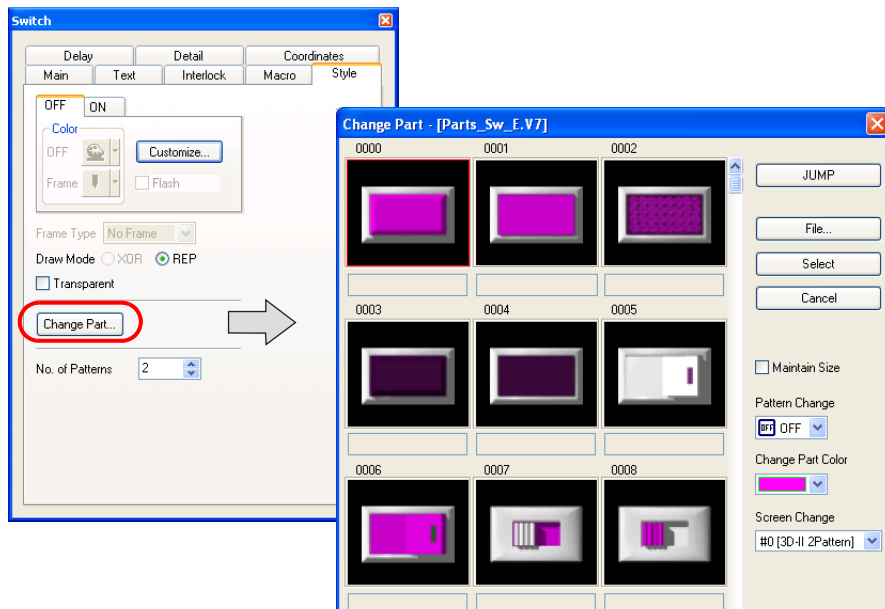 Switch
Delay
Detail
Coordinates
Main
Text
Interlock
Macro
Style
OFF
ON
Color
OFF
Customize...
Frame
Flash
Frame Type
No Frame
Draw Mode
XOR
REP
Transparent
Change Part...
No. of Patterns
2
Change Part - [Parts_Sw_E.V7]
0000
0001
0002
0003
0004
0005
0006
0007
0008
JUMP
File...
Select
Cancel
Maintain Size
Pattern Change
OFF OFF
Change Part Color
Screen Change
#0 [3D-II 2Pattern]